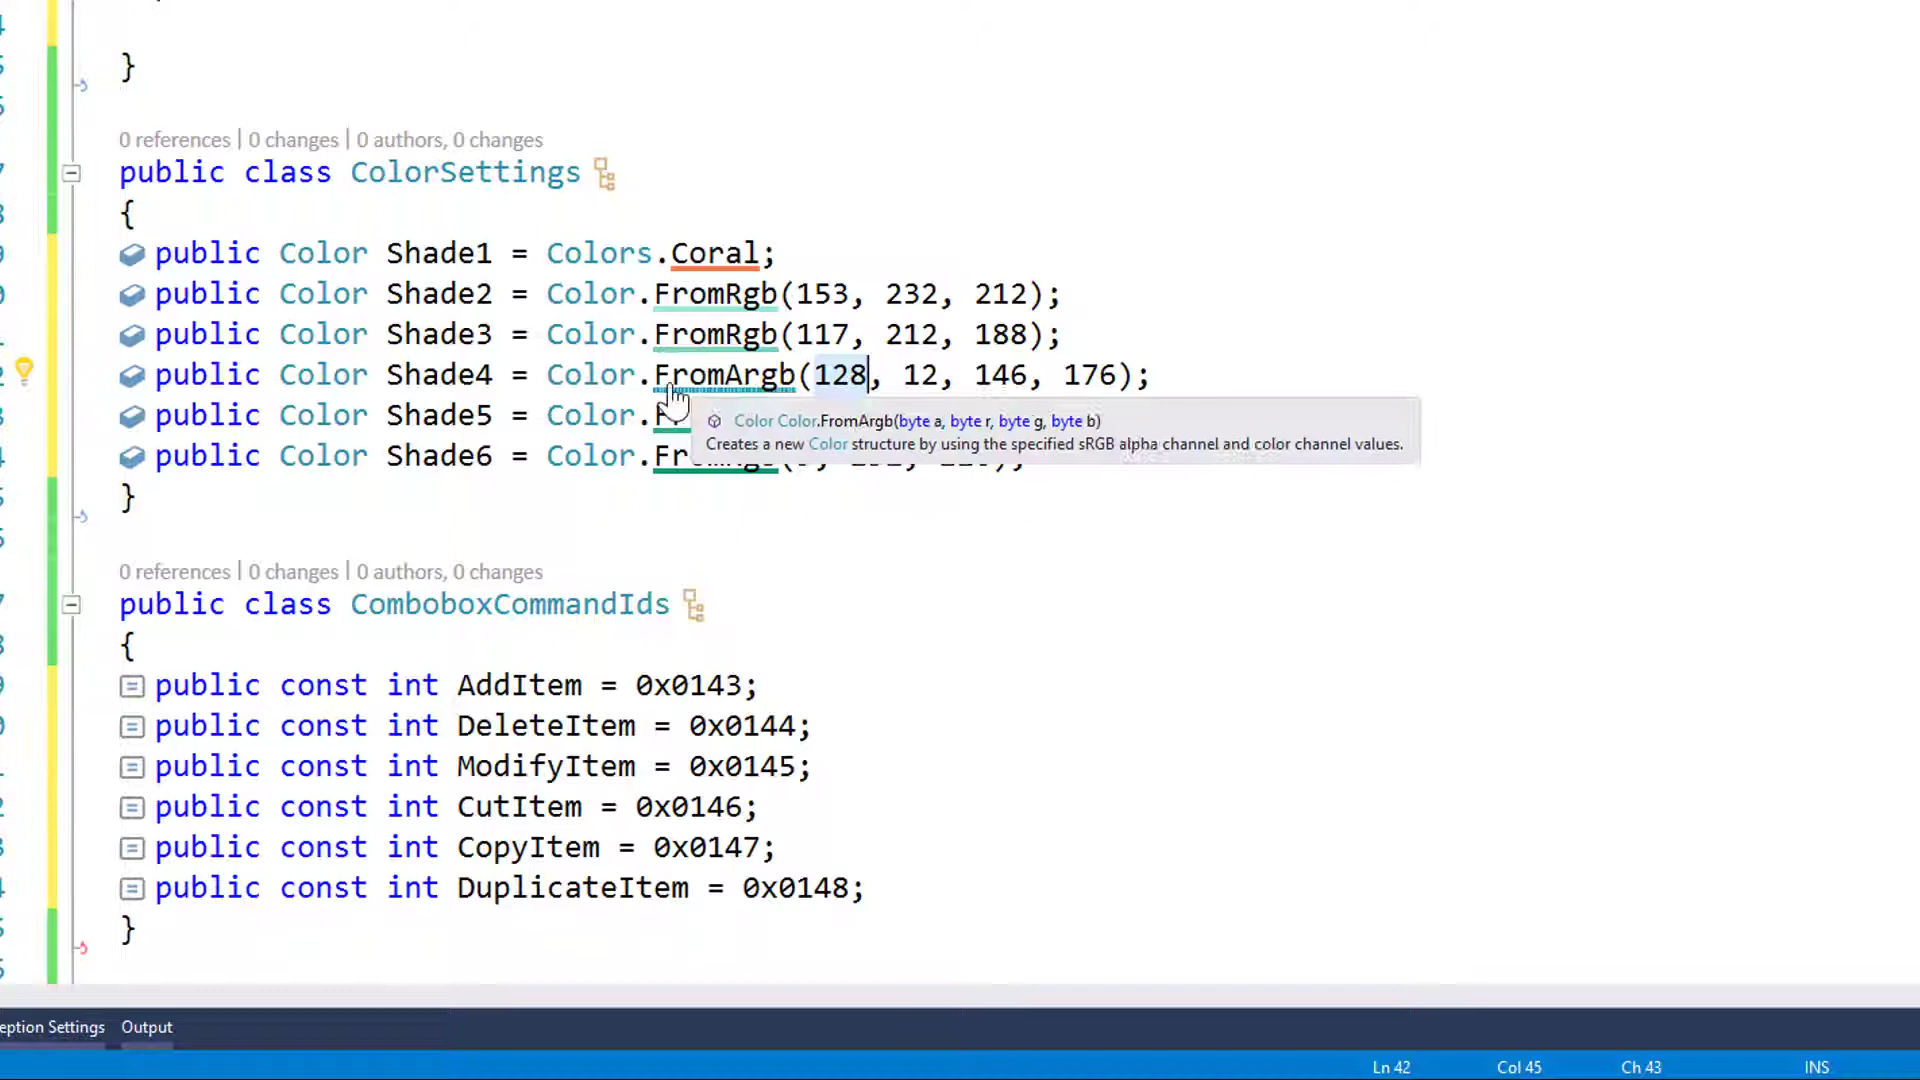 }
0 references | 0 changes | 0 authors, 0 changes
public class ColorSettings
{
public Color Shade1 = Colors.Coral;
public Color Shade2 = Color.FromRgb(153, 232, 212);
public Color Shade3 = Color.FromRgb(117, 212, 188);
public Color Shade4 = Color.FromArgb(128, 12, 146, 176);
public Color Shade5 = Color.
Color Color.FromArgb(byte a, byte r, byte g, byte b)
Creates a new Color structure by using the specified sRGB alpha channel and color channel values.
public Color Shade6 = Color.
}
0 references | 0 changes | 0 authors, 0 changes
public class ComboboxCommandIds
{
public const int AddItem = 0x0143;
public const int DeleteItem = 0x0144;
public const int ModifyItem = 0x0145;
public const int CutItem = 0x0146;
public const int CopyItem = 0x0147;
public const int DuplicateItem = 0x0148;
}
Settings Output
Ln 42 Col 45 Ch 43 INS